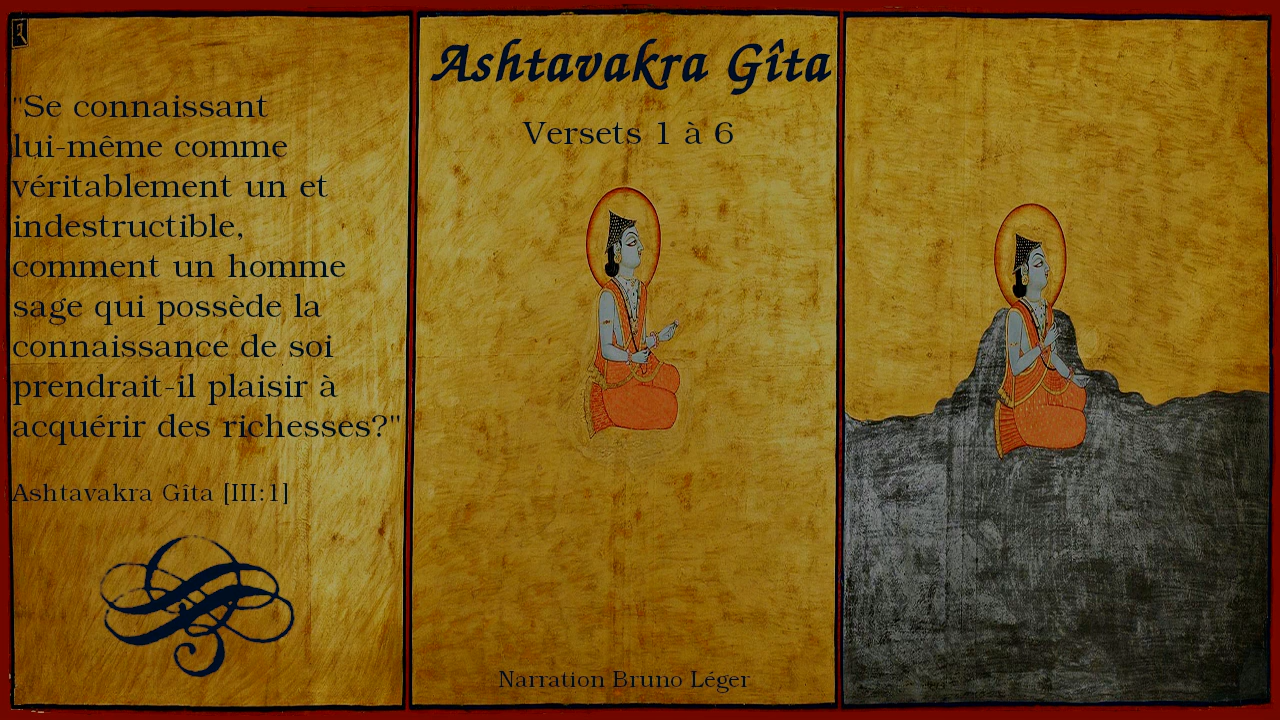 २
"Se connaissant
lui-même comme
véritablement un et
indestructible,
comment un homme
sage qui possède la
connaissance de soi
prendrait-il plaisir à
acquérir des richesses?"
Ashtavakra Gîta [III:1]
Ashtavakra Gîta
Versets 1 à 6
Narration Bruno Léger